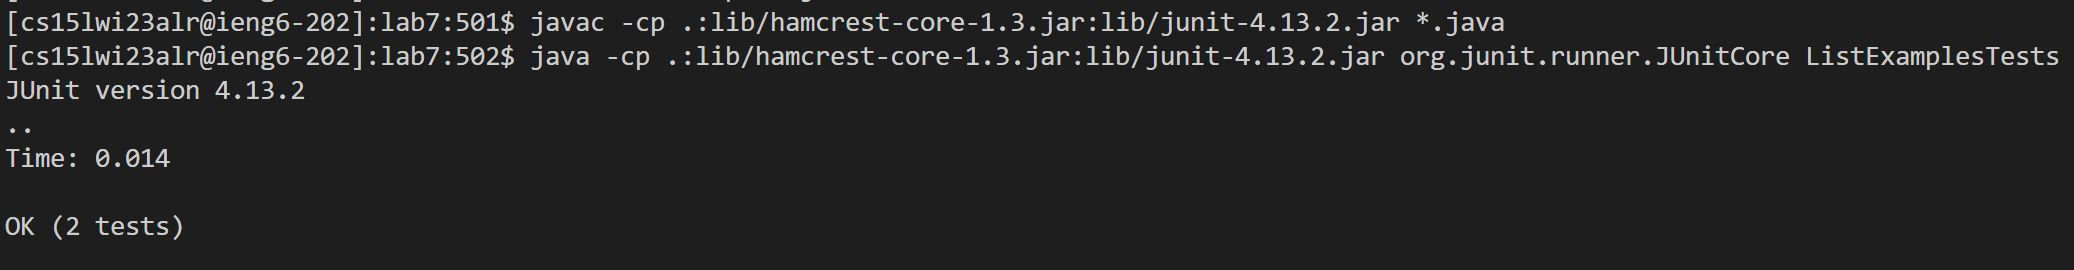 [cs15lwi23alr@ieng6-202]:lab7:501$ javac -cp .:lib/hamcrest-core-1.3.jar:lib/junit-4.13.2.jar *.java
[cs15lwi23alr@ieng6-202]:lab7:502$ java -cp .:lib/hamcrest-core-1.3.jar:lib/junit-4.13.2.jar org.junit.runner.JUnitCore ListExamplesTests
JUnit version 4.13.2
..
Time: 0.014
OK (2 tests)